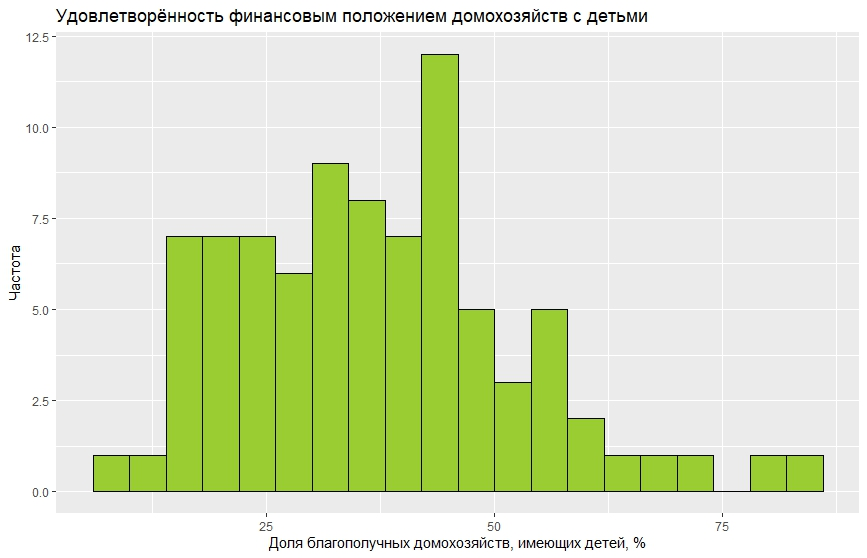 Удовлетворённость финансовым положением домохозяйств с детьми
12.5
10.0
7.5
5.0
2.5
0.0
Частота
25 50 75
Доля благополучных домохозяйств, имеющих детей, %